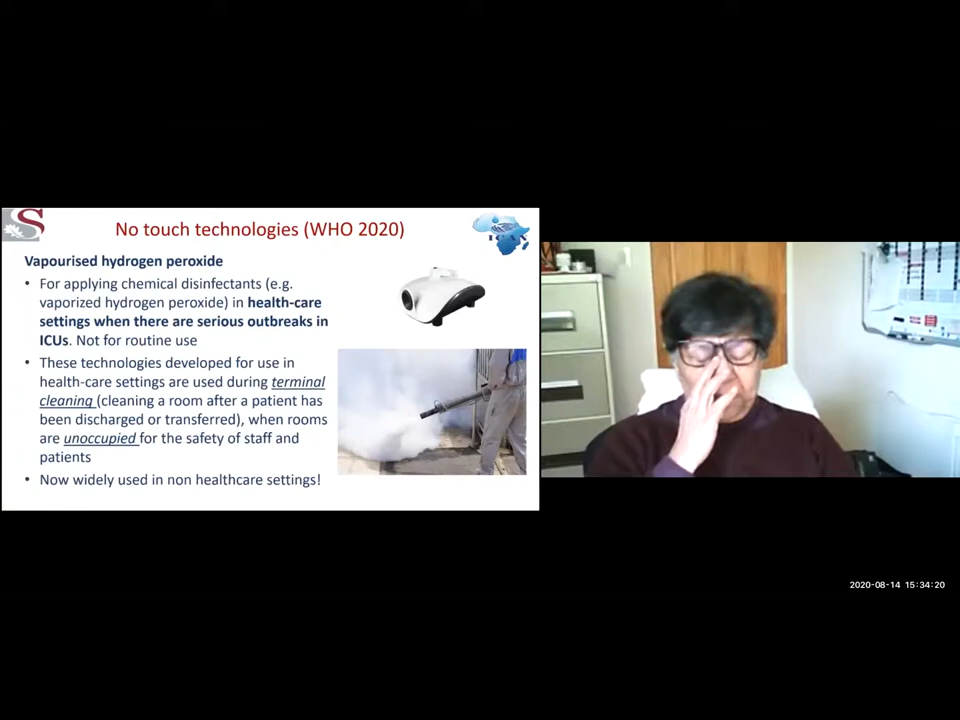 No touch technologies (WHO 2020)
ICAN
Vapourised hydrogen peroxide
• For applying chemical disinfectants (e.g.
vaporized hydrogen peroxide) in health-care
settings when there are serious outbreaks in
ICUs. Not for routine use
• These technologies developed for use in
health-care settings are used during terminal
cleaning (cleaning a room after a patient has
been discharged or transferred), when rooms
are unoccupied for the safety of staff and
patients
• Now widely used in non healthcare settings!
2020-08-14 15:34:20